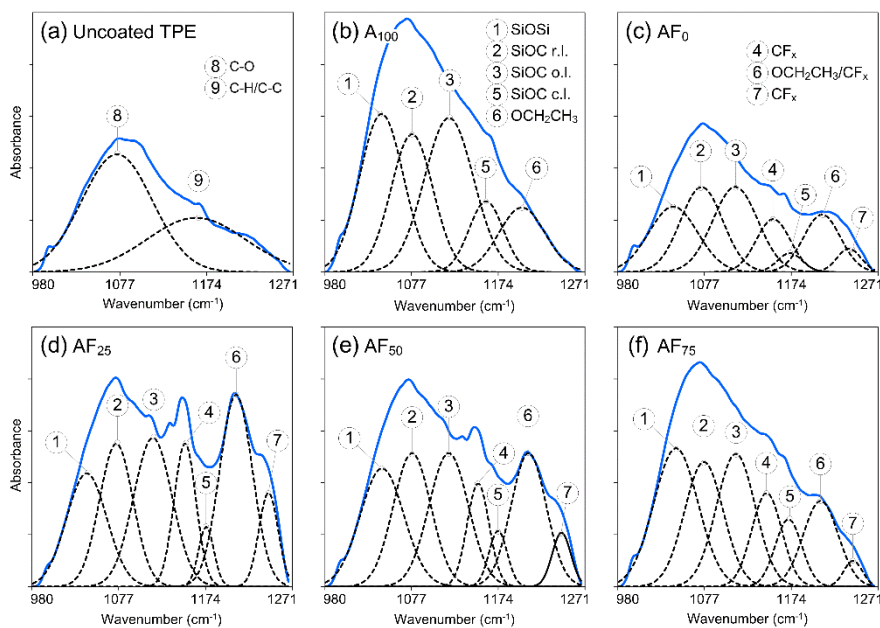 (a) Uncoated TPE
8 C-O
9 C-H/C-C
8
9
Absorbance
980 1077 1174 1271
Wavenumber (cm⁻¹)
(b) A₁₀₀
1 SiOSi
2 SiOC r.l.
3 SiOC o.l.
5 SiOC c.l.
6 OCH₂CH₃
1
2
3
5
6
980 1077 1174 1271
Wavenumber (cm⁻¹)
(c) AF₀
4 CFₓ
6 OCH₂CH₃/CFₓ
7 CFₓ
1
2
3
4
5
6
7
980 1077 1174 1271
Wavenumber (cm⁻¹)
(d) AF₂₅
1
2
3
4
5
6
7
Absorbance
980 1077 1174 1271
Wavenumber (cm⁻¹)
(e) AF₅₀
1
2
3
4
5
6
7
980 1077 1174 1271
Wavenumber (cm⁻¹)
(f) AF₇₅
1
2
3
4
5
6
7
980 1077 1174 1271
Wavenumber (cm⁻¹)